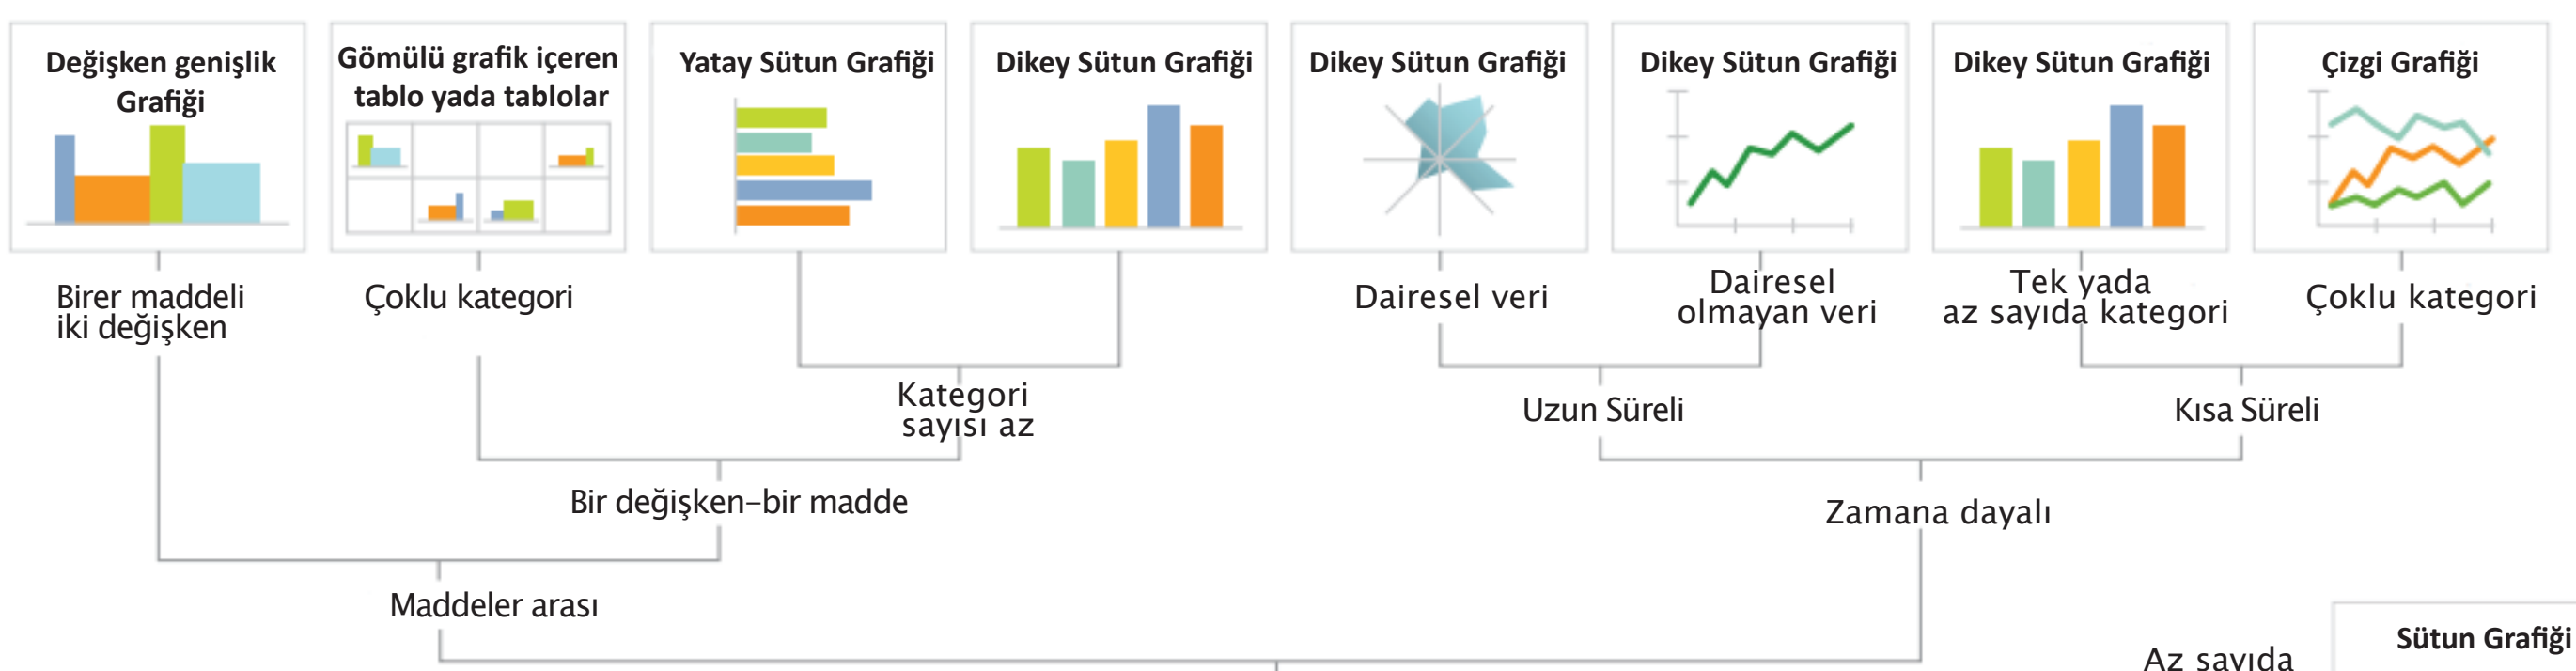 Değişken genişlik
Grafiği
Gömülü grafik içeren
tablo yada tablolar
Yatay Sütun Grafiği
Dikey Sütun Grafiği
Dikey Sütun Grafiği
Dikey Sütun Grafiği
Dikey Sütun Grafiği
Çizgi Grafiği
Birer maddeli
iki değişken
Çoklu kategori
Dairesel veri
Dairesel
olmayan veri
Tek yada
az sayıda kategori
Çoklu kategori
Kategori
sayısı az
Uzun Süreli
Kısa Süreli
Bir değişken–bir madde
Zamana dayalı
Maddeler arası
Az sayıda
Sütun Grafiği